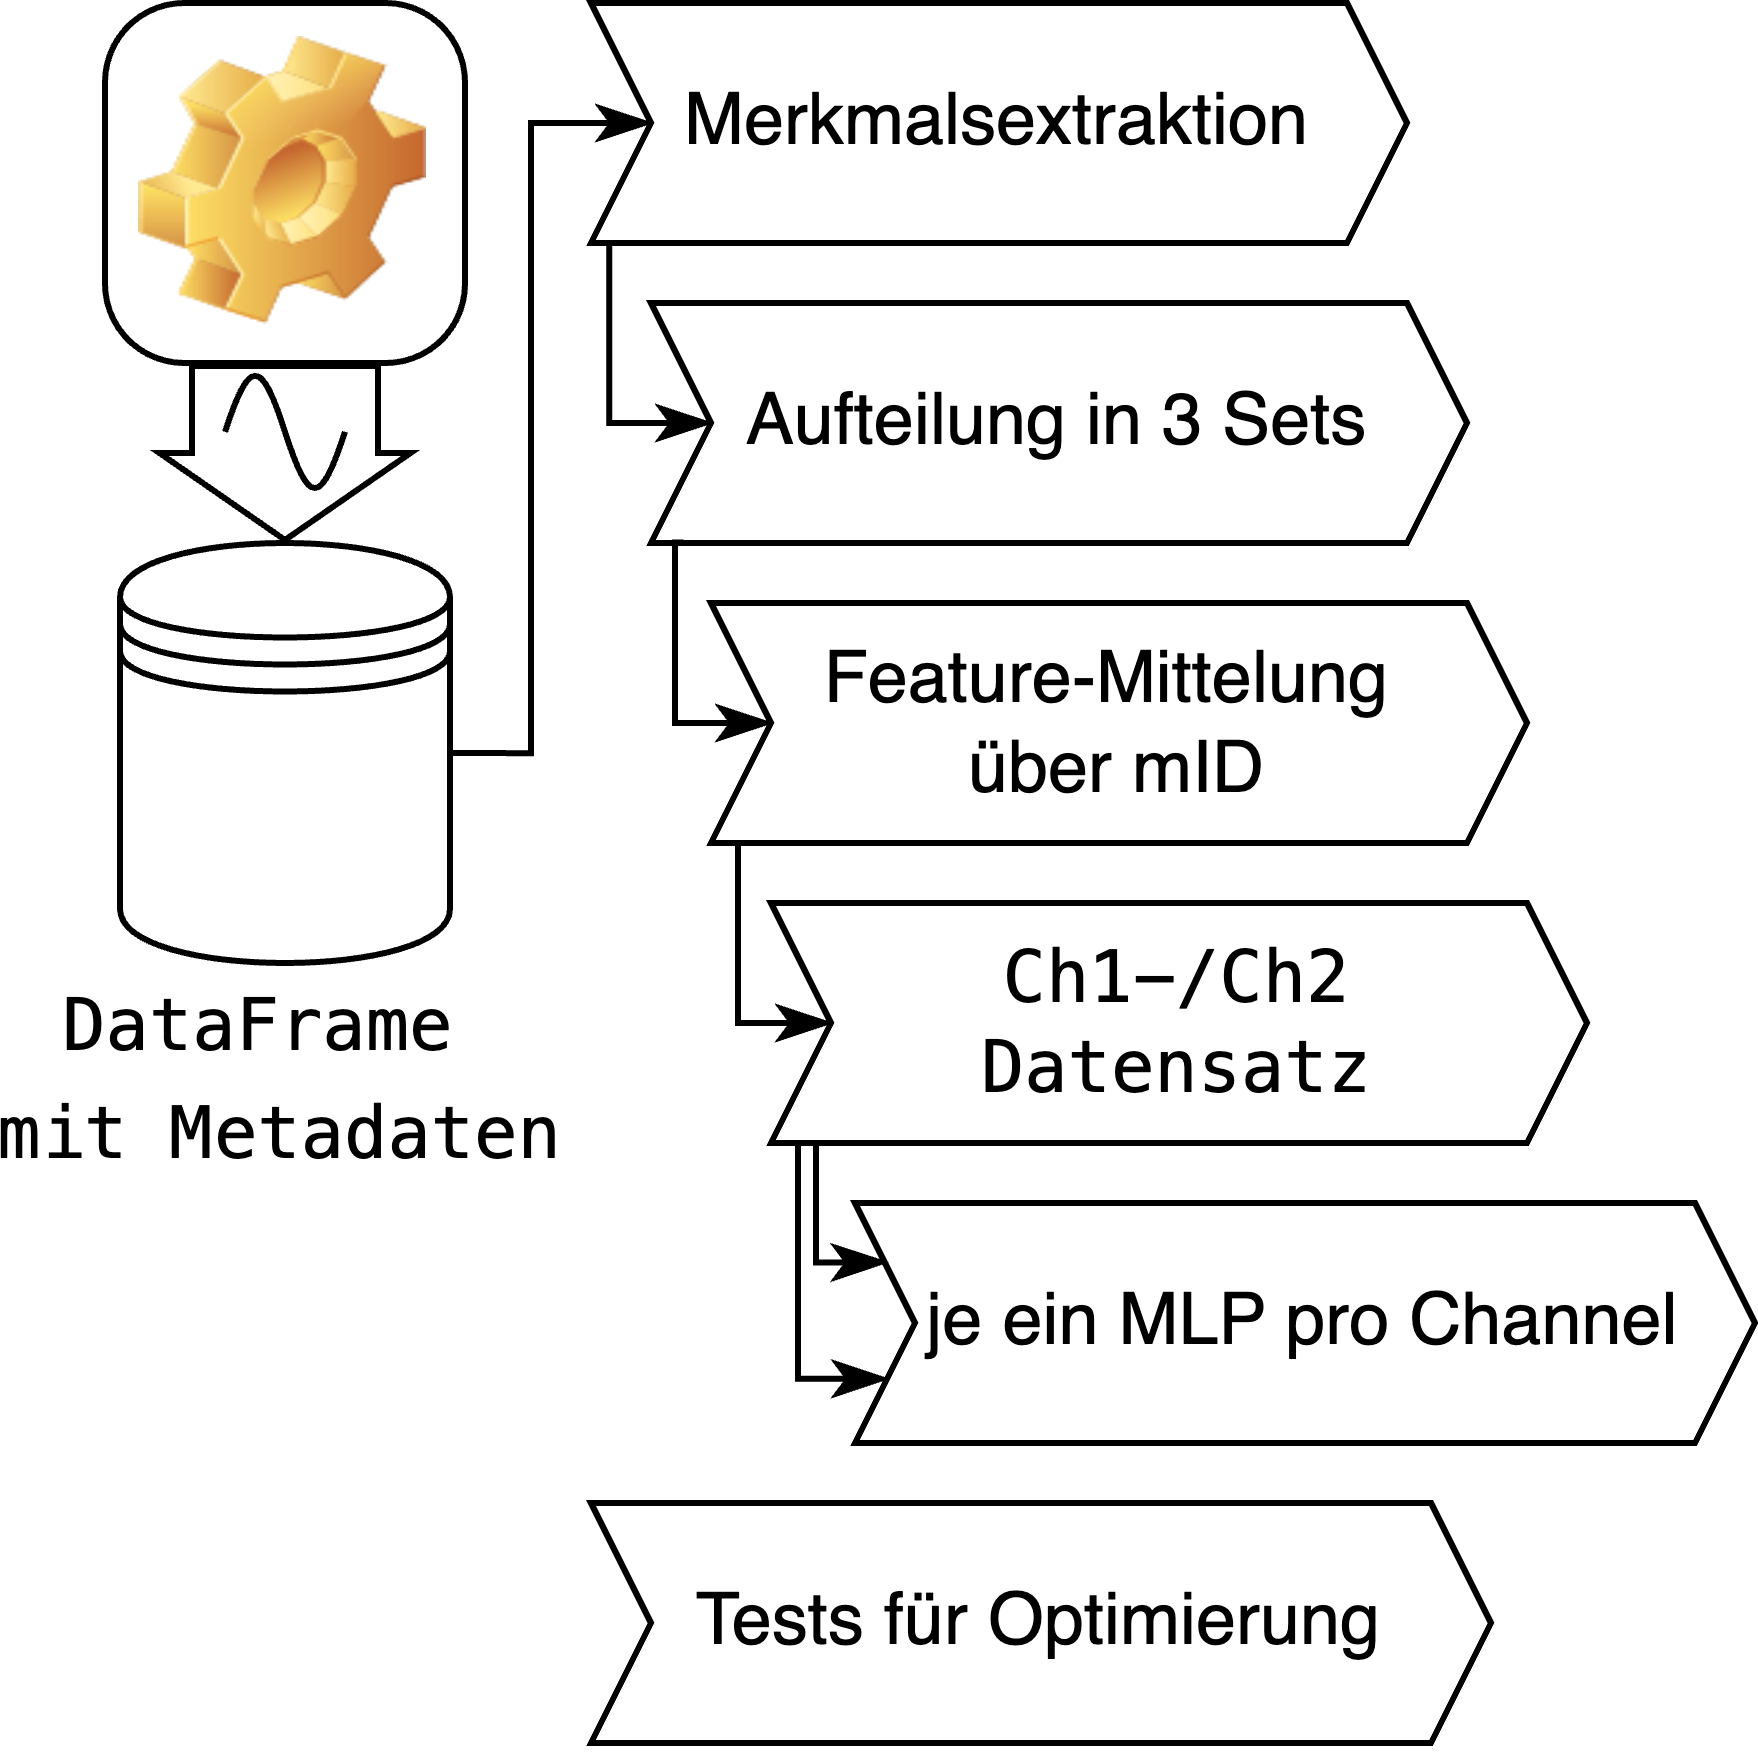 Merkmalsextraktion
Aufteilung in 3 Sets
Feature-Mittelung
über mID
Ch1–/Ch2
Datensatz
je ein MLP pro Channel
Tests für Optimierung
DataFrame
mit Metadaten